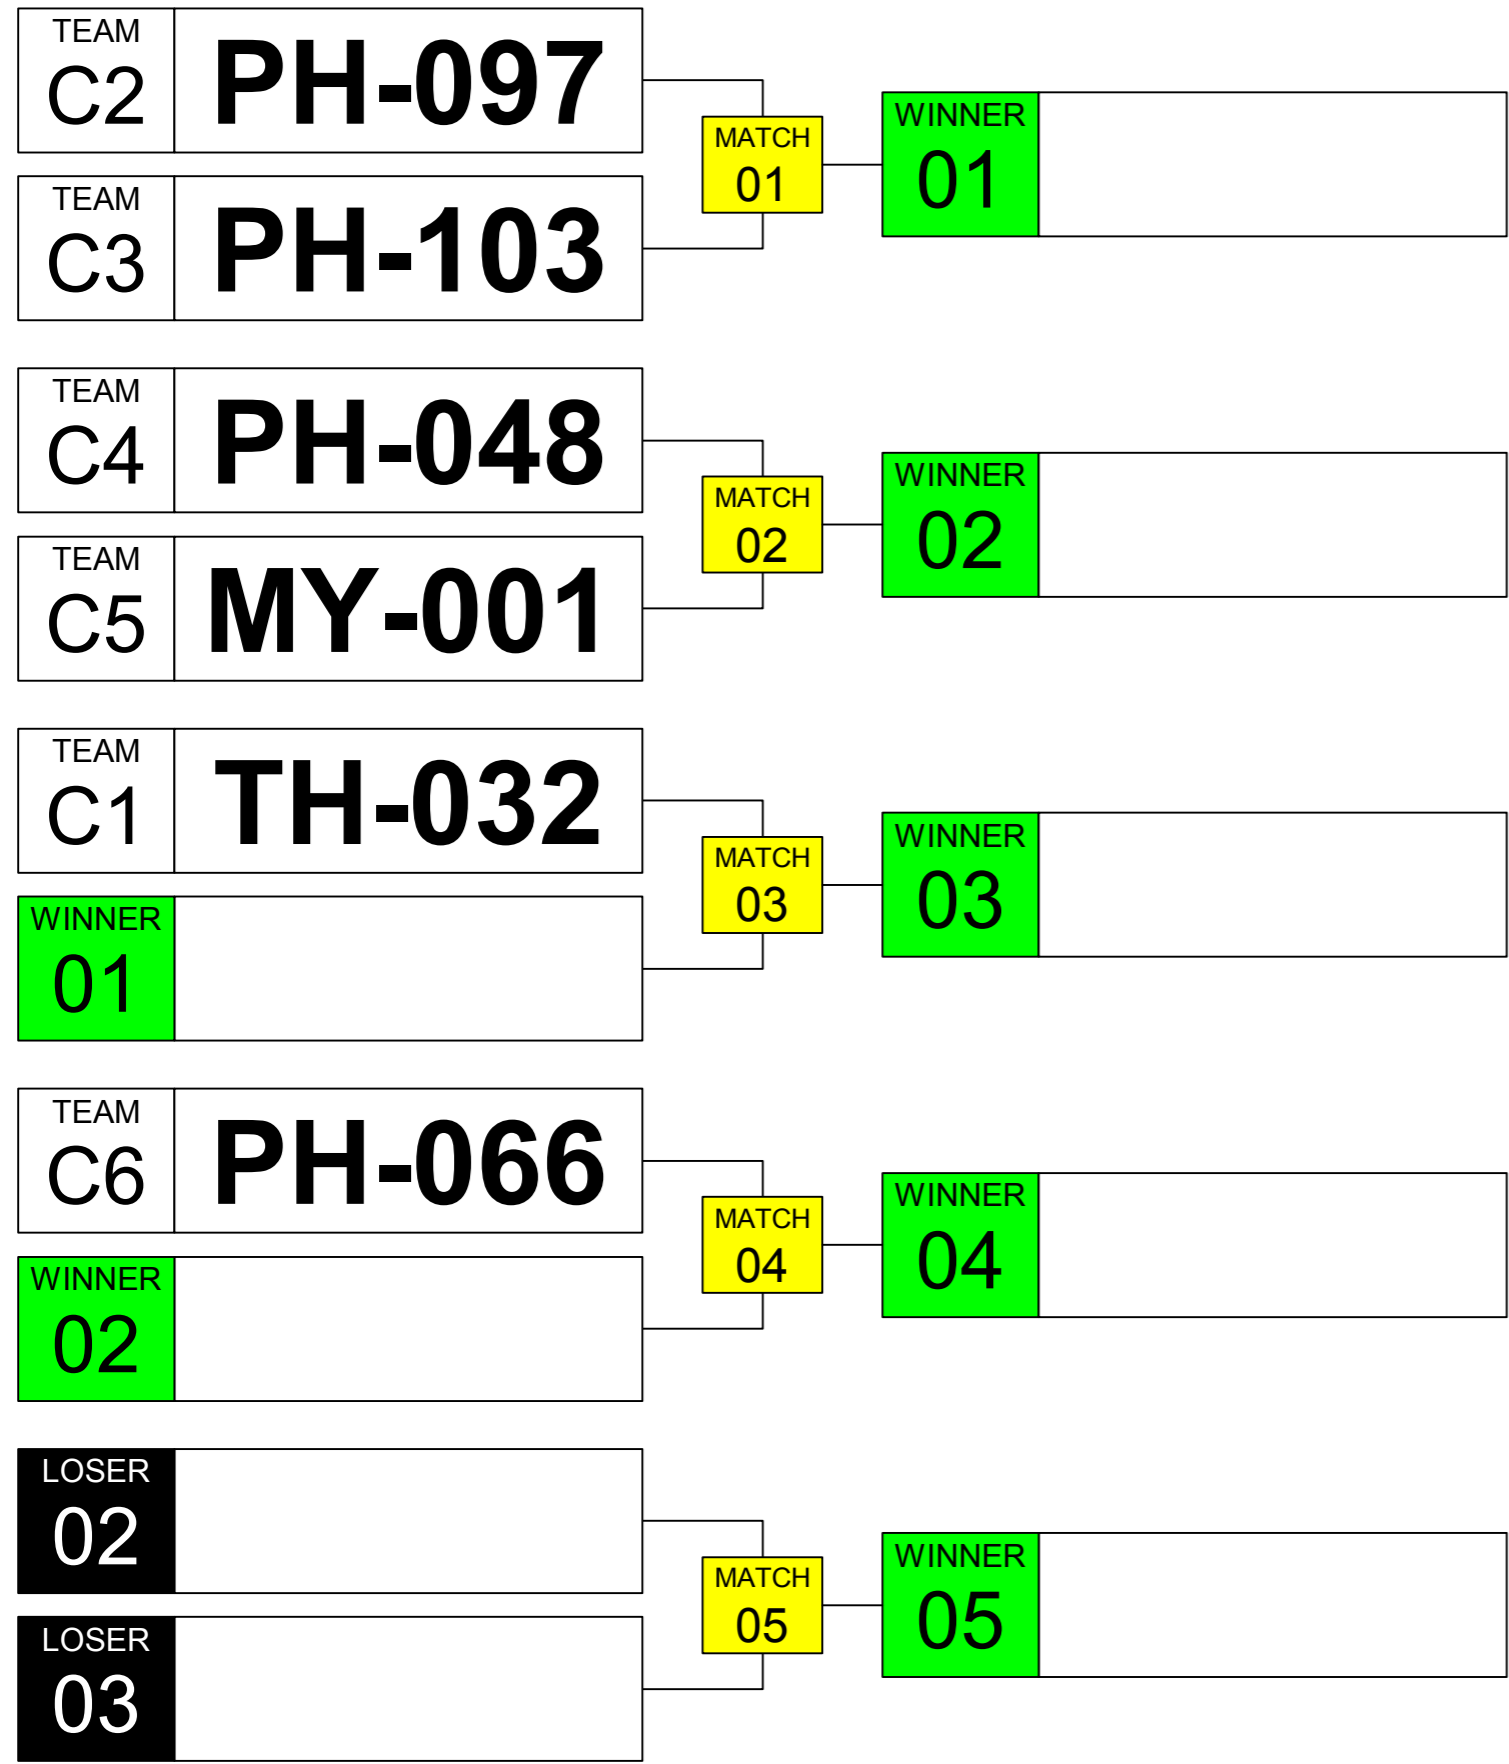 TEAM
C2
PH-097
MATCH
01
WINNER
01
TEAM
C3
PH-103
TEAM
C4
PH-048
MATCH
02
WINNER
02
TEAM
C5
MY-001
TEAM
C1
TH-032
MATCH
03
WINNER
03
WINNER
01
TEAM
C6
PH-066
MATCH
04
WINNER
04
WINNER
02
LOSER
02
MATCH
05
WINNER
05
LOSER
03